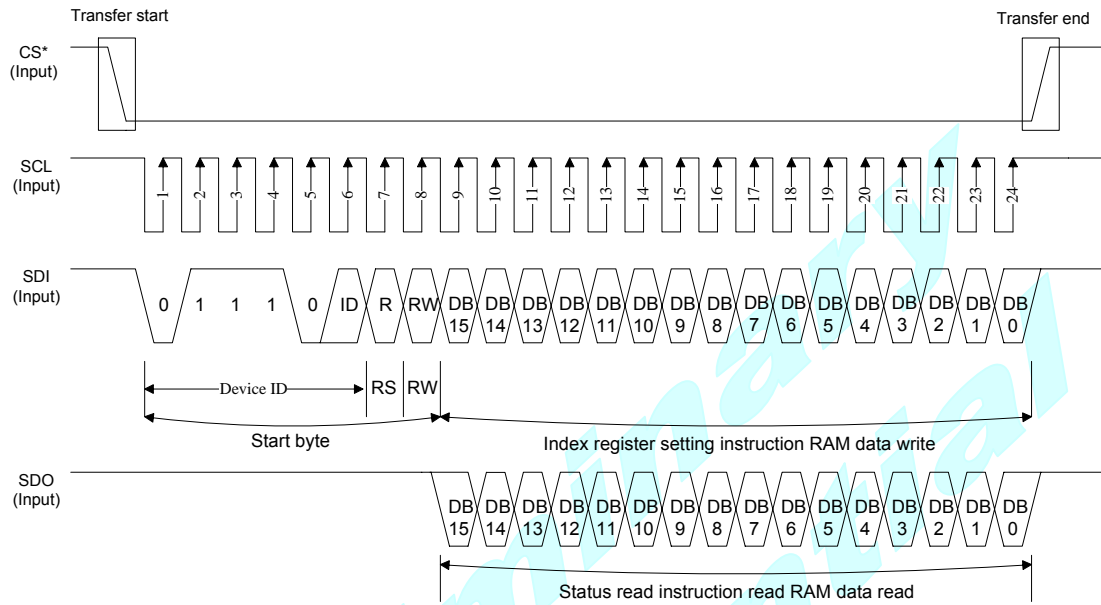 Transfer start
Transfer end
CS*
(Input)
SCL
(Input)
1 2 3 4 5 6 7 8 9 10 11 12 13 14 15 16 17 18 19 20 21 22 23 24
SDI
(Input)
0 1 1 1 0 ID R RW DB DB DB DB DB DB DB DB DB DB DB DB DB DB DB DB
15 14 13 12 11 10 9 8 7 6 5 4 3 2 1 0
Device ID RS RW
Start byte
Index register setting instruction RAM data write
SDO
(Input)
DB DB DB DB DB DB DB DB DB DB DB DB DB DB DB DB
15 14 13 12 11 10 9 8 7 6 5 4 3 2 1 0
Status read instruction read RAM data read